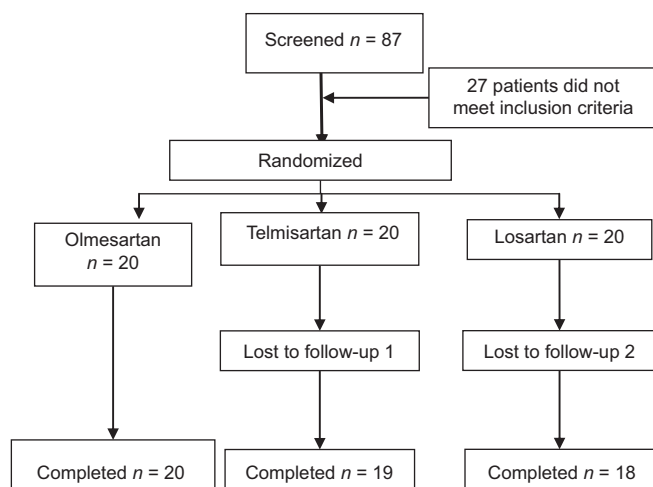 Screened n = 87
27 patients did not
meet inclusion criteria
Randomized
Olmesartan
n = 20
Telmisartan n = 20
Losartan n = 20
Lost to follow-up 1
Lost to follow-up 2
Completed n = 20
Completed n = 19
Completed n = 18